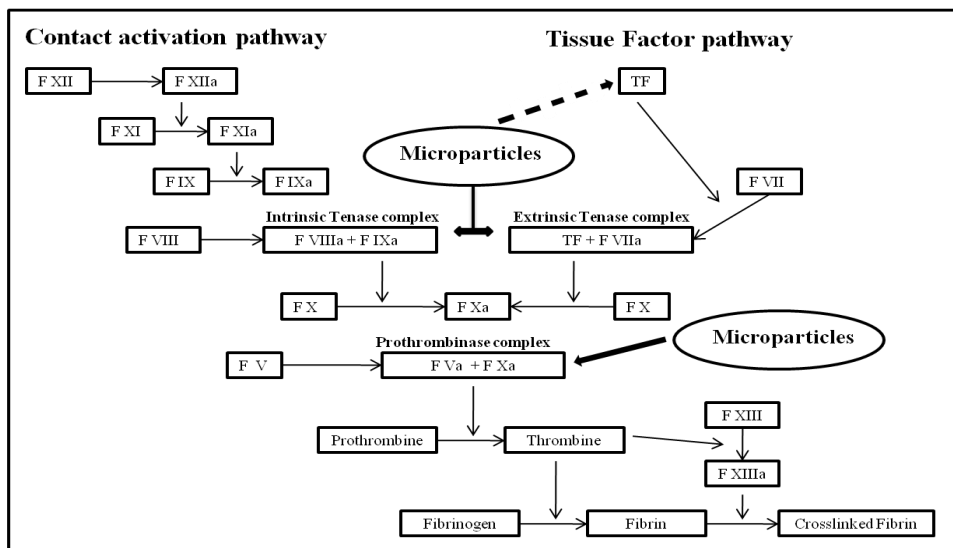 Contact activation pathway
Tissue Factor pathway
F XII
F XIIa
TF
F XI
F XIa
Microparticles
F IX
F IXa
F VII
Intrinsic Tenase complex
Extrinsic Tenase complex
F VIII
F VIIIa + F IXa
TF + F VIIa
F X
F Xa
F X
Microparticles
Prothrombinase complex
F V
F Va + F Xa
F XIII
Prothrombine
Thrombine
F XIIIa
Fibrinogen
Fibrin
Crosslinked Fibrin